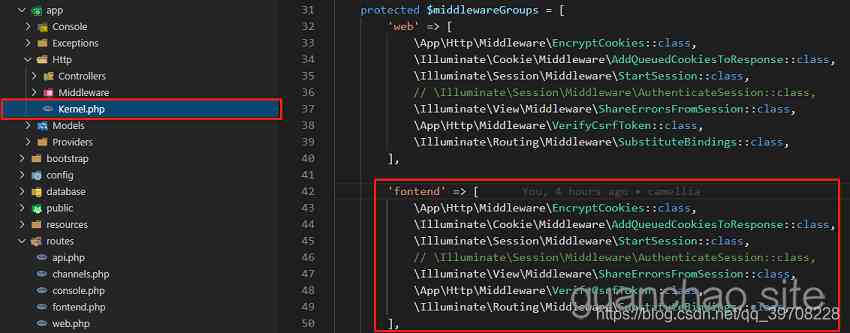 app
Console
Exceptions
Http
Controllers
Middleware
Kernel.php
Models
Providers
bootstrap
config
database
public
resources
routes
api.php
channels.php
console.php
fontend.php
web.php
31 protected $middlewareGroups = [
32 'web' => [
33 \App\Http\Middleware\EncryptCookies::class,
34 \Illuminate\Cookie\Middleware\AddQueuedCookiesToResponse::class,
35 \Illuminate\Session\Middleware\StartSession::class,
36 // \Illuminate\Session\Middleware\AuthenticateSession::class,
37 \Illuminate\View\Middleware\ShareErrorsFromSession::class,
38 \App\Http\Middleware\VerifyCsrfToken::class,
39 \Illuminate\Routing\Middleware\SubstituteBindings::class,
40 ],
41
42 'fontend' => [ You, 4 hours ago • camellia
43 \App\Http\Middleware\EncryptCookies::class,
44 \Illuminate\Cookie\Middleware\AddQueuedCookiesToResponse::class,
45 \Illuminate\Session\Middleware\StartSession::class,
46 // \Illuminate\Session\Middleware\AuthenticateSession::class,
47 \Illuminate\View\Middleware\ShareErrorsFromSession::class,
48 \App\Http\Middleware\VerifyCsrfToken::class,
49 \Illuminate\Routing\Middleware\SubstituteBindings::class,
50 ],
guanchao.site
https://blog.csdn.net/qq_39708228